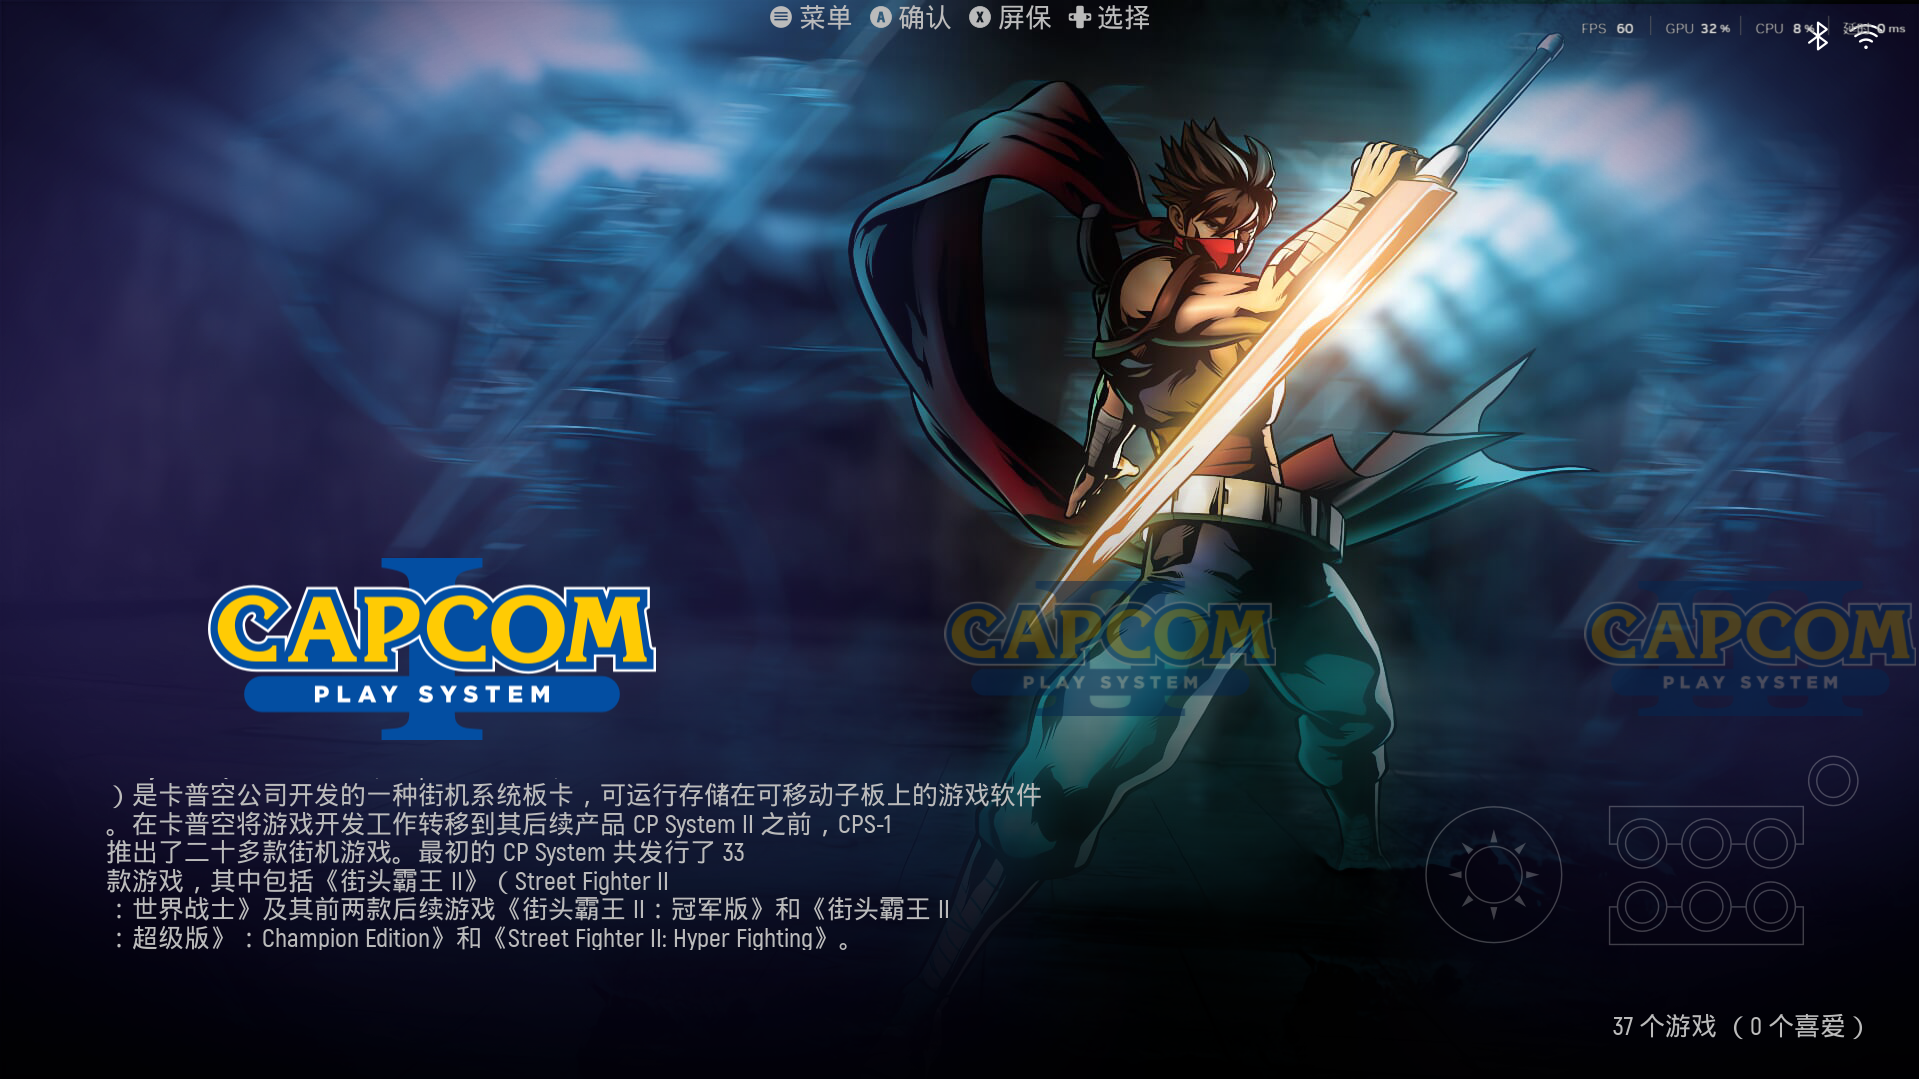 菜单 确认 屏保 选择
FPS 60 GPU 32 % CPU 8 % 延时 0 ms
CAPCOM
PLAY SYSTEM
CAPCOM
PLAY SYSTEM
CAPCOM
PLAY SYSTEM
）是卡普空公司开发的一种街机系统板卡，可运行存储在可移动子板上的游戏软件
。在卡普空将游戏开发工作转移到其后续产品 CP System II 之前，CPS-1
推出了二十多款街机游戏。最初的 CP System 共发行了 33
款游戏，其中包括《街头霸王 II》（Street Fighter II
：世界战士》及其前两款后续游戏《街头霸王 II：冠军版》和《街头霸王 II
：超级版》：Champion Edition》和《Street Fighter II: Hyper Fighting》。
37 个游戏 （0 个喜爱）